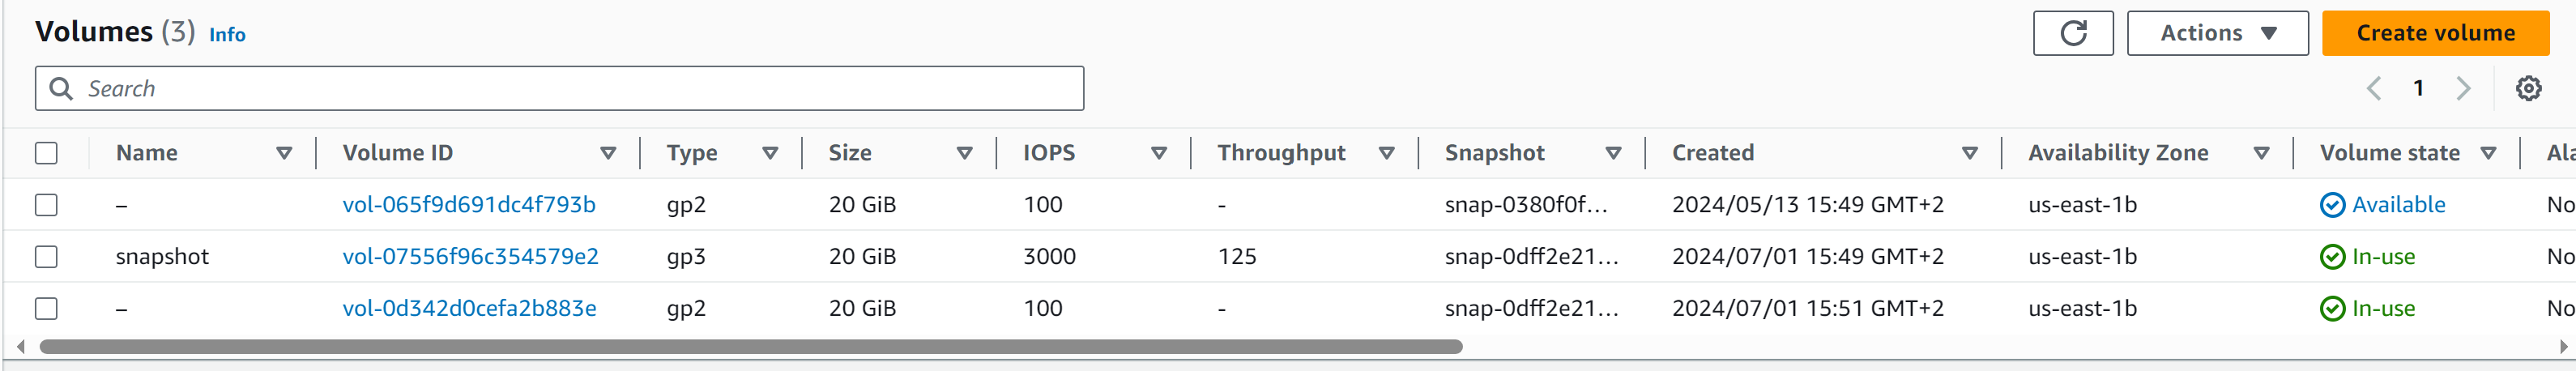 Volumes (3) Info
Actions Create volume
Search
1
Name Volume ID Type Size IOPS Throughput Snapshot Created Availability Zone Volume state Ala
– vol-065f9d691dc4f793b gp2 20 GiB 100 - snap-0380f0f... 2024/05/13 15:49 GMT+2 us-east-1b Available No
snapshot vol-07556f96c354579e2 gp3 20 GiB 3000 125 snap-0dff2e21... 2024/07/01 15:49 GMT+2 us-east-1b In-use No
– vol-0d342d0cefa2b883e gp2 20 GiB 100 - snap-0dff2e21... 2024/07/01 15:51 GMT+2 us-east-1b In-use No